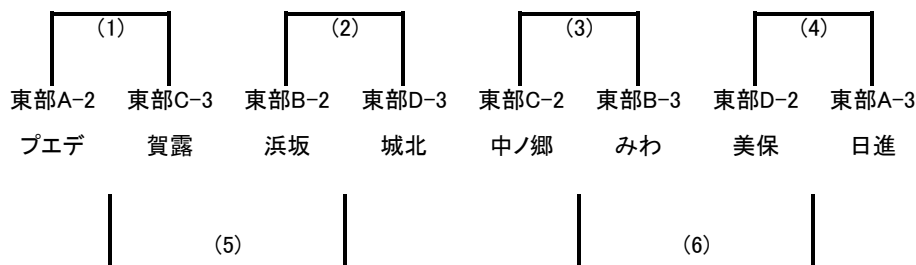 (1) (2) (3) (4)
東部A-2 東部C-3 東部B-2 東部D-3 東部C-2 東部B-3 東部D-2 東部A-3
プエデ 賀露 浜坂 城北 中ノ郷 みわ 美保 日進
(5) (6)